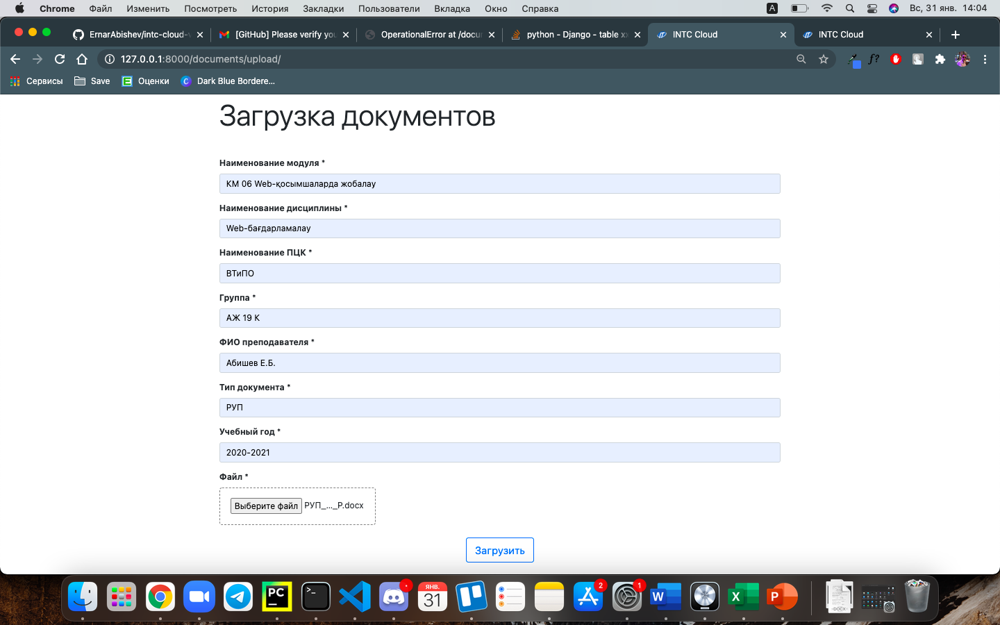 Chrome Файл Изменить Посмотреть История Закладки Пользователи Вкладка Окно Справка A Вс, 31 янв. 14:04
ErnarAbishev/intc-cloud- [GitHub] Please verify you OperationalError at /docu python - Django - table xx INTC Cloud INTC Cloud
127.0.0.1:8000/documents/upload/ f?
Сервисы Save Оценки Dark Blue Bordere...
Загрузка документов
Наименование модуля *
КМ 06 Web-қосымшаларда жобалау
Наименование дисциплины *
Web-бағдарламалау
Наименование ПЦК *
ВТиПО
Группа *
АЖ 19 К
ФИО преподавателя *
Абишев Е.Б.
Тип документа *
РУП
Учебный год *
2020-2021
Файл *
Выберите файл РУП_..._Р.docx
Загрузить
PC >_ ЯНВ. 31 2 1 W X P DOCX